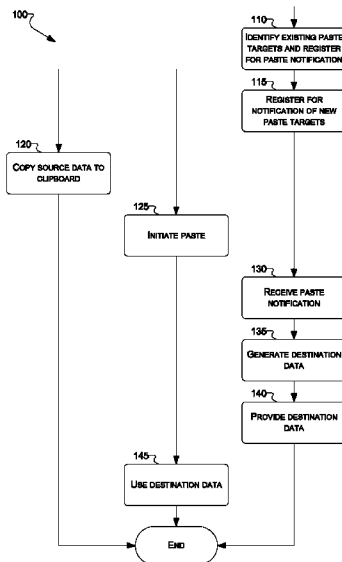 100
110
IDENTIFY EXISTING PASTE
TARGETS AND REGISTER
FOR PASTE NOTIFICATION
115
REGISTER FOR
NOTIFICATION OF NEW
PASTE TARGETS
120
COPY SOURCE DATA TO
CLIPBOARD
125
INITIATE PASTE
130
RECEIVE PASTE
NOTIFICATION
135
GENERATE DESTINATION
DATA
140
PROVIDE DESTINATION
DATA
145
USE DESTINATION DATA
END